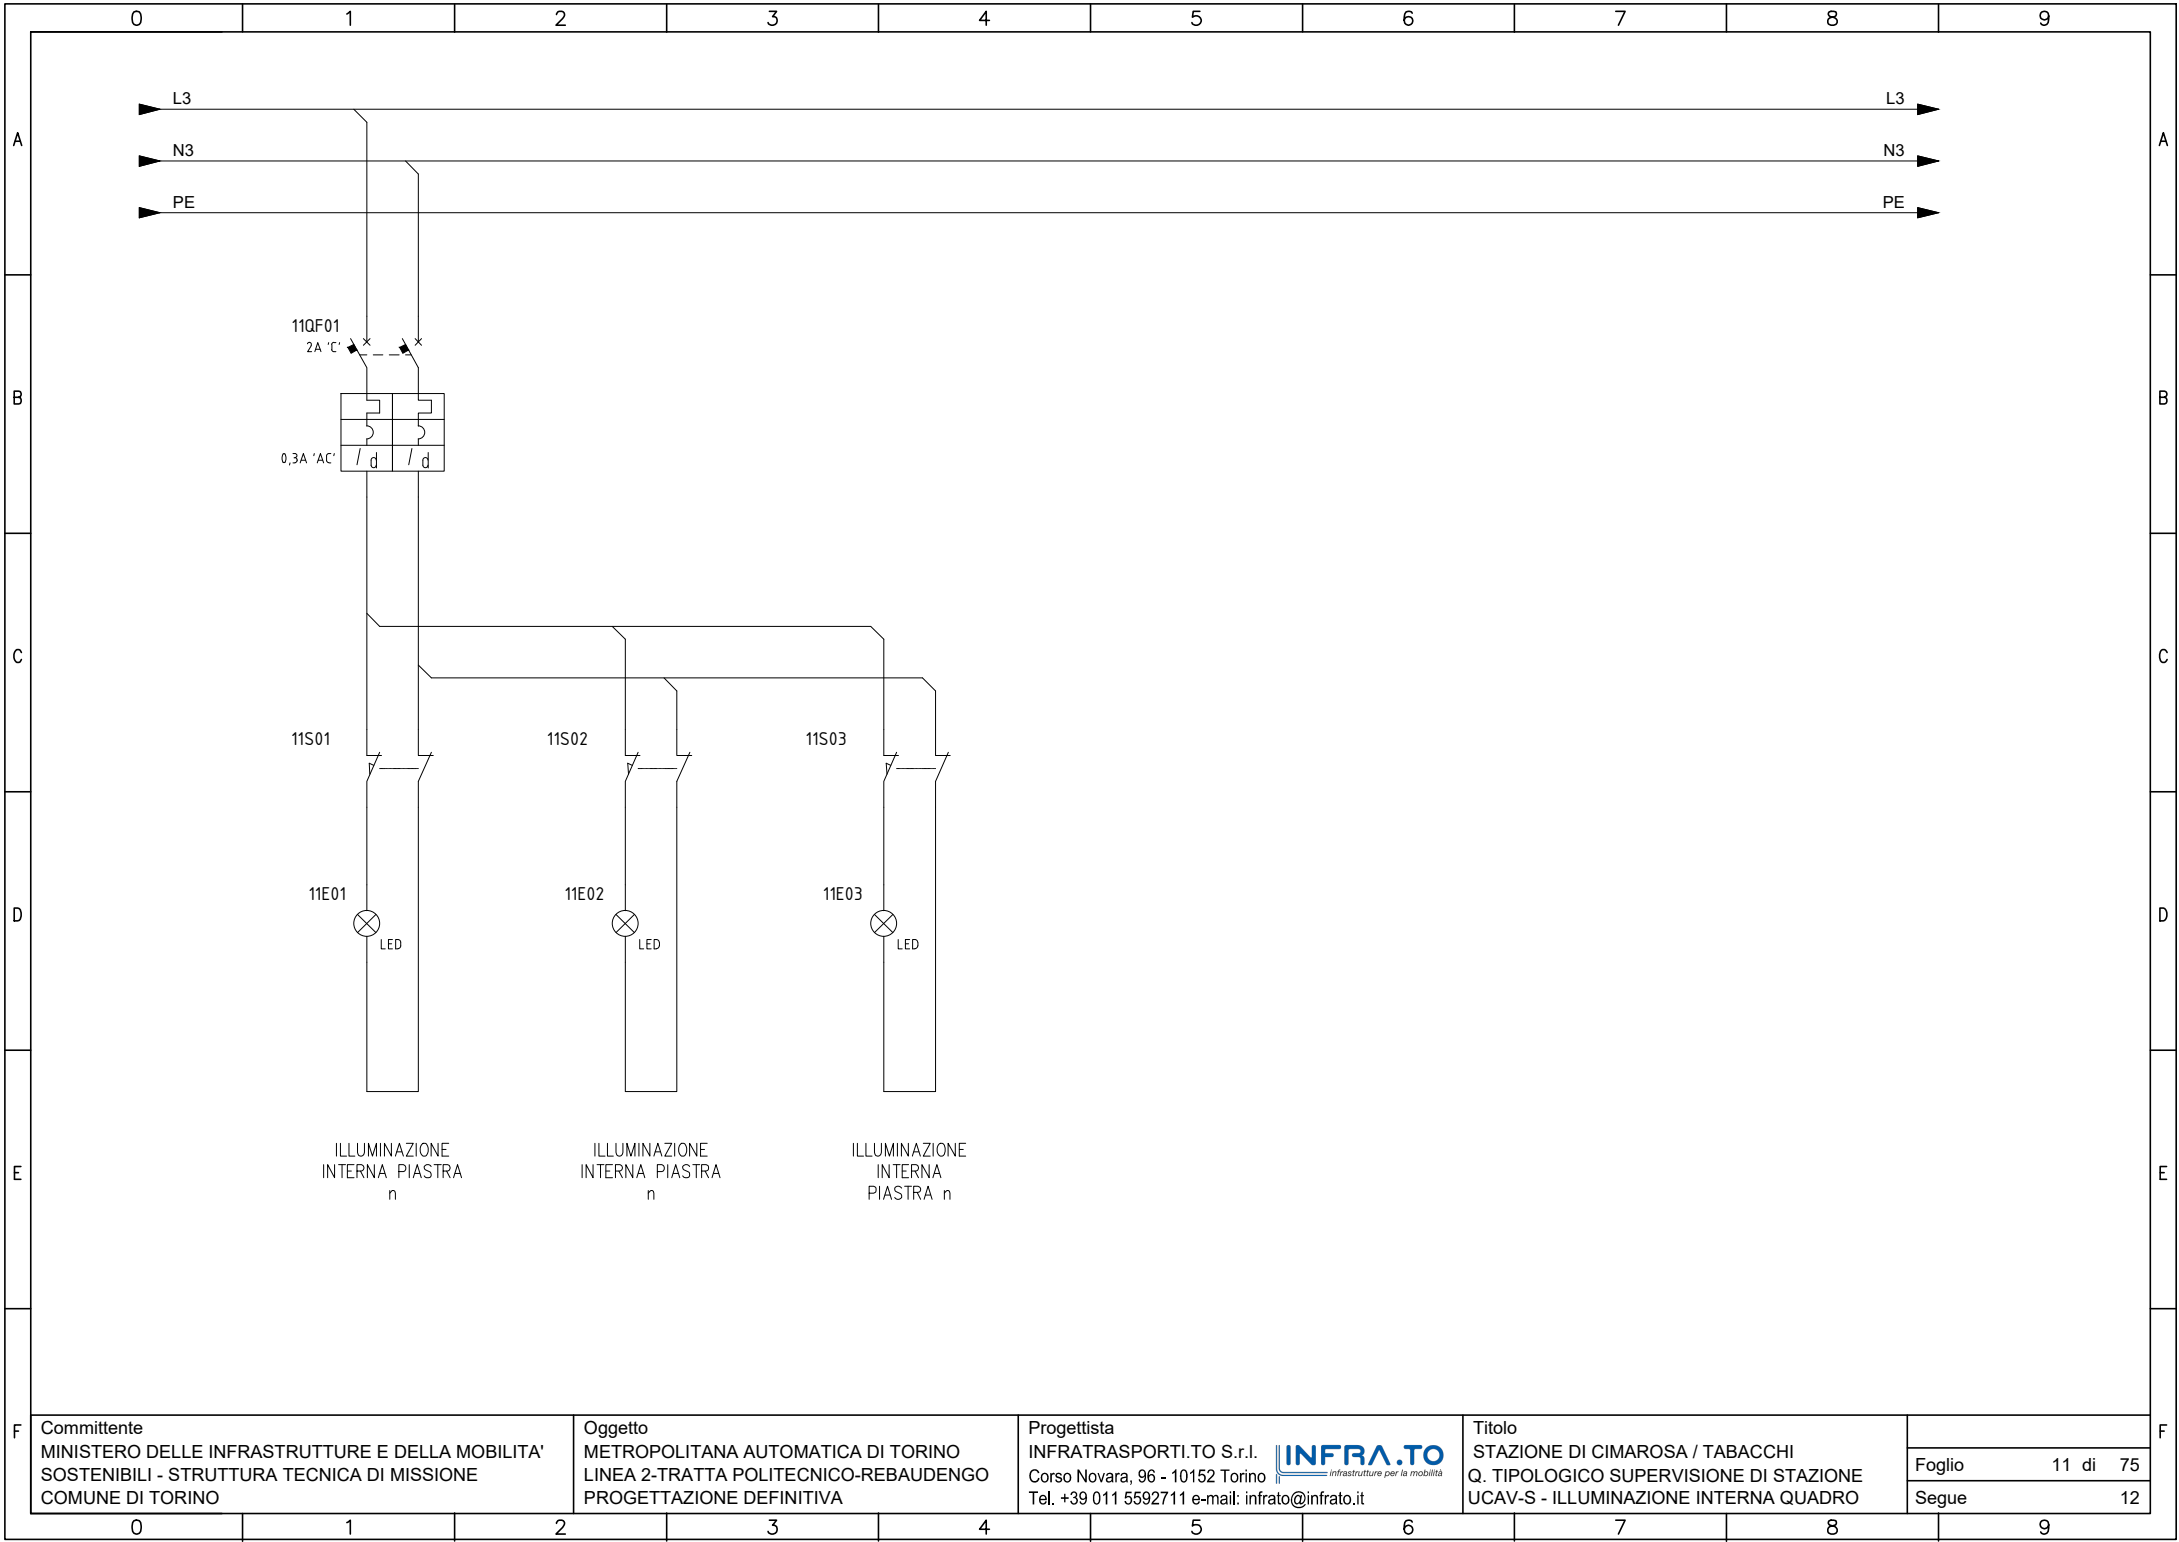 0 1 2 3 4 5 6 7 8 9
L3 L3
A A
N3 N3
PE PE
11QF01
2A 'C'
B B
0,3A 'AC' / d / d
C C
11S01 11S02 11S03
11E01 11E02 11E03
D D
LED LED LED
ILLUMINAZIONE
INTERNA PIASTRA
n
ILLUMINAZIONE
INTERNA PIASTRA
n
ILLUMINAZIONE
INTERNA
PIASTRA n
E E
F F
Committente
MINISTERO DELLE INFRASTRUTTURE E DELLA MOBILITA'
SOSTENIBILI - STRUTTURA TECNICA DI MISSIONE
COMUNE DI TORINO
Oggetto
METROPOLITANA AUTOMATICA DI TORINO
LINEA 2-TRATTA POLITECNICO-REBAUDENGO
PROGETTAZIONE DEFINITIVA
Progettista
INFRATRASPORTI.TO S.r.l.
Corso Novara, 96 - 10152 Torino
Tel. +39 011 5592711 e-mail: infrato@infrato.it
INFRA.TO
infrastrutture per la mobilità
Titolo
STAZIONE DI CIMAROSA / TABACCHI
Q. TIPOLOGICO SUPERVISIONE DI STAZIONE
UCAV-S - ILLUMINAZIONE INTERNA QUADRO
Foglio 11 di 75
Segue 12
0 1 2 3 4 5 6 7 8 9